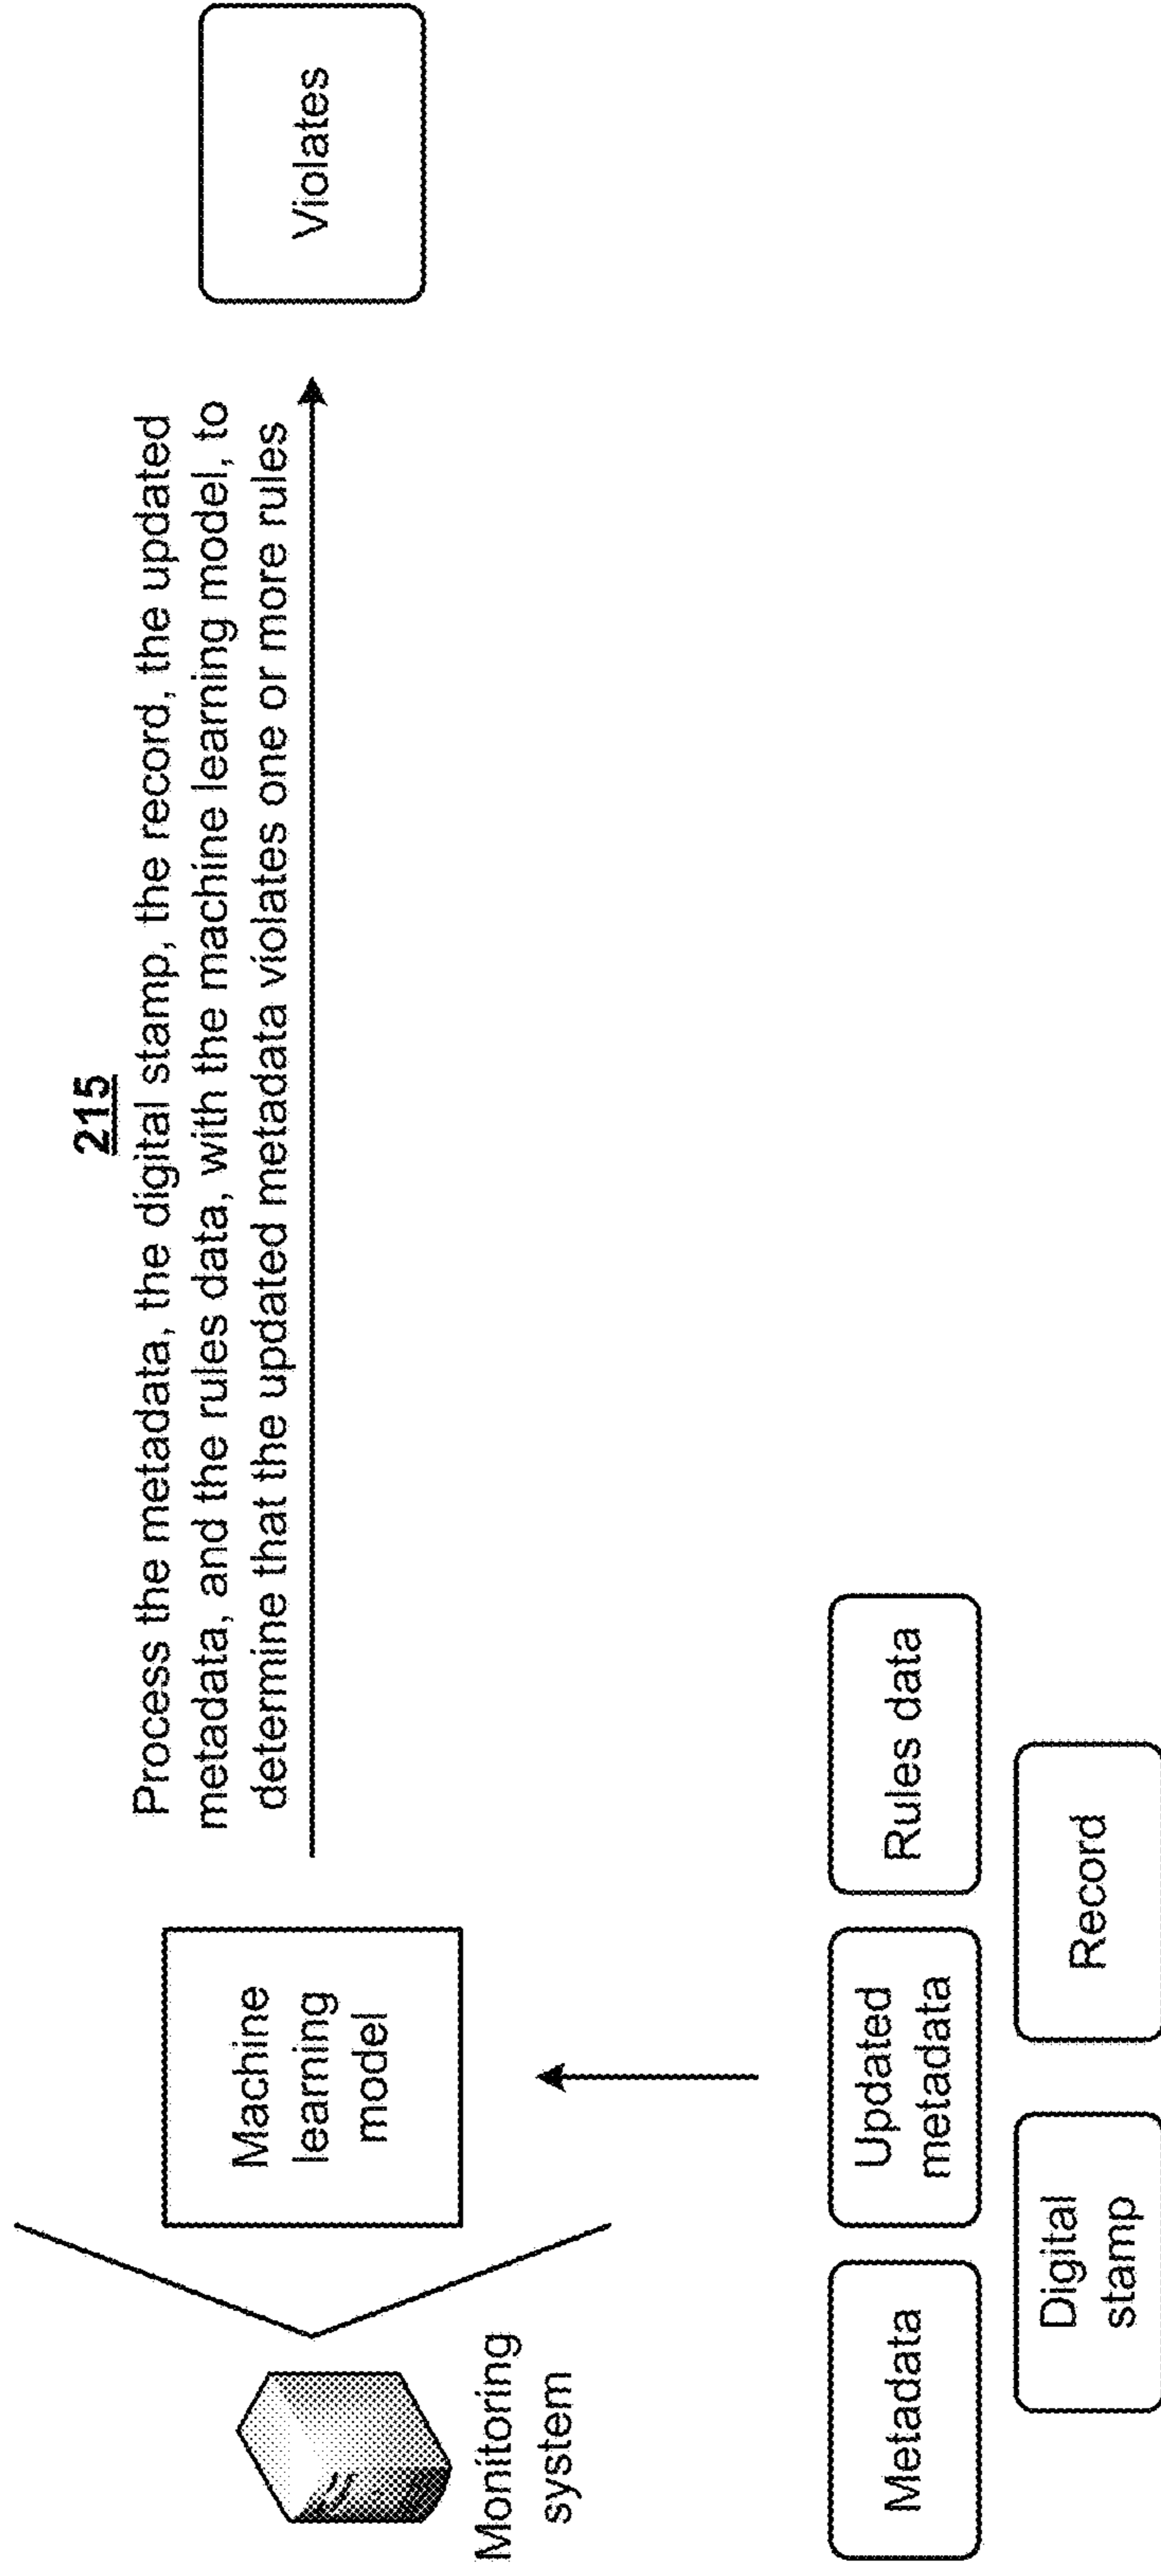 215
Process the metadata, the digital stamp, the record, the updated
metadata, and the rules data, with the machine learning model, to
determine that the updated metadata violates one or more rules
Monitoring
system
Machine
learning
model
Violates
Metadata
Updated
metadata
Rules data
Digital
stamp
Record